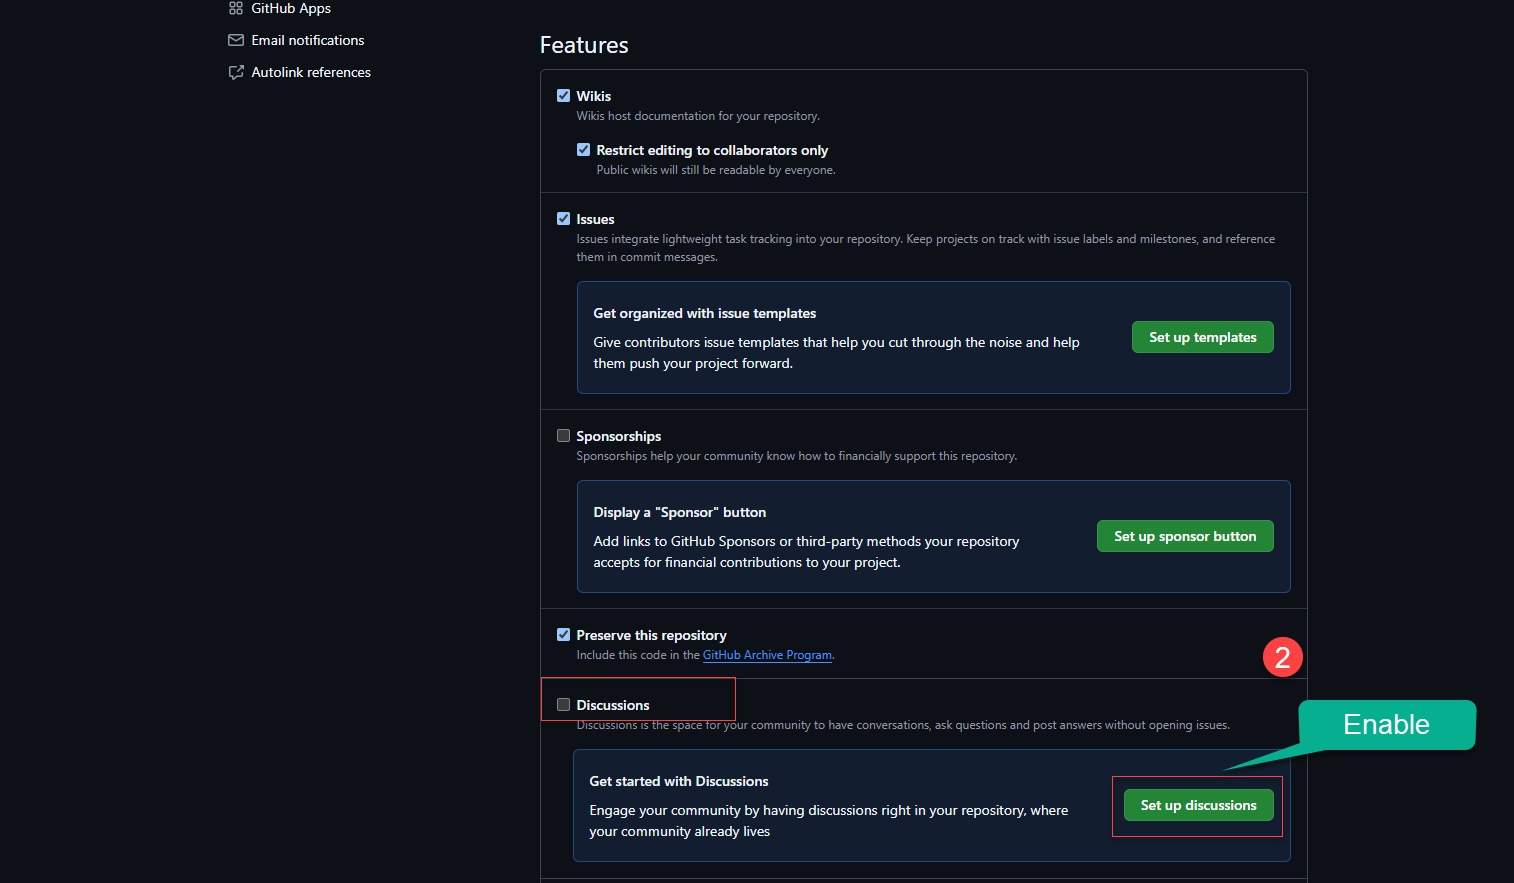 GitHub Apps
Email notifications
Autolink references
Features
Wikis
Wikis host documentation for your repository.
Restrict editing to collaborators only
Public wikis will still be readable by everyone.
Issues
Issues integrate lightweight task tracking into your repository. Keep projects on track with issue labels and milestones, and reference
them in commit messages.
Get organized with issue templates
Give contributors issue templates that help you cut through the noise and help
them push your project forward.
Set up templates
Sponsorships
Sponsorships help your community know how to financially support this repository.
Display a "Sponsor" button
Add links to GitHub Sponsors or third-party methods your repository
accepts for financial contributions to your project.
Set up sponsor button
Preserve this repository
Include this code in the GitHub Archive Program.
2
Discussions
Discussions is the space for your community to have conversations, ask questions and post answers without opening issues.
Enable
Get started with Discussions
Engage your community by having discussions right in your repository, where
your community already lives
Set up discussions